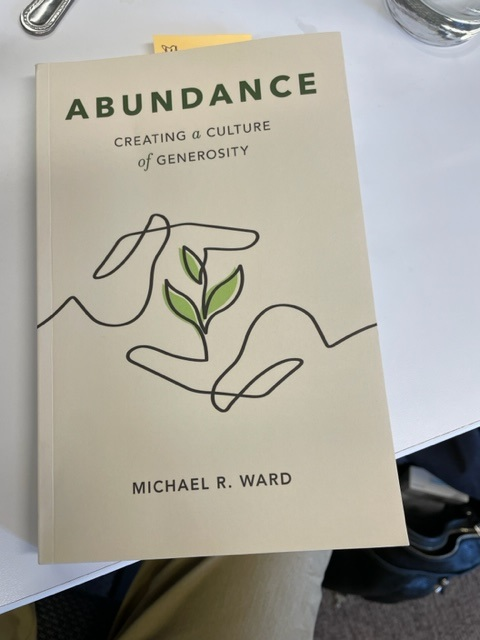 ABUNDANCE
CREATING a CULTURE
of GENEROSITY
MICHAEL R. WARD